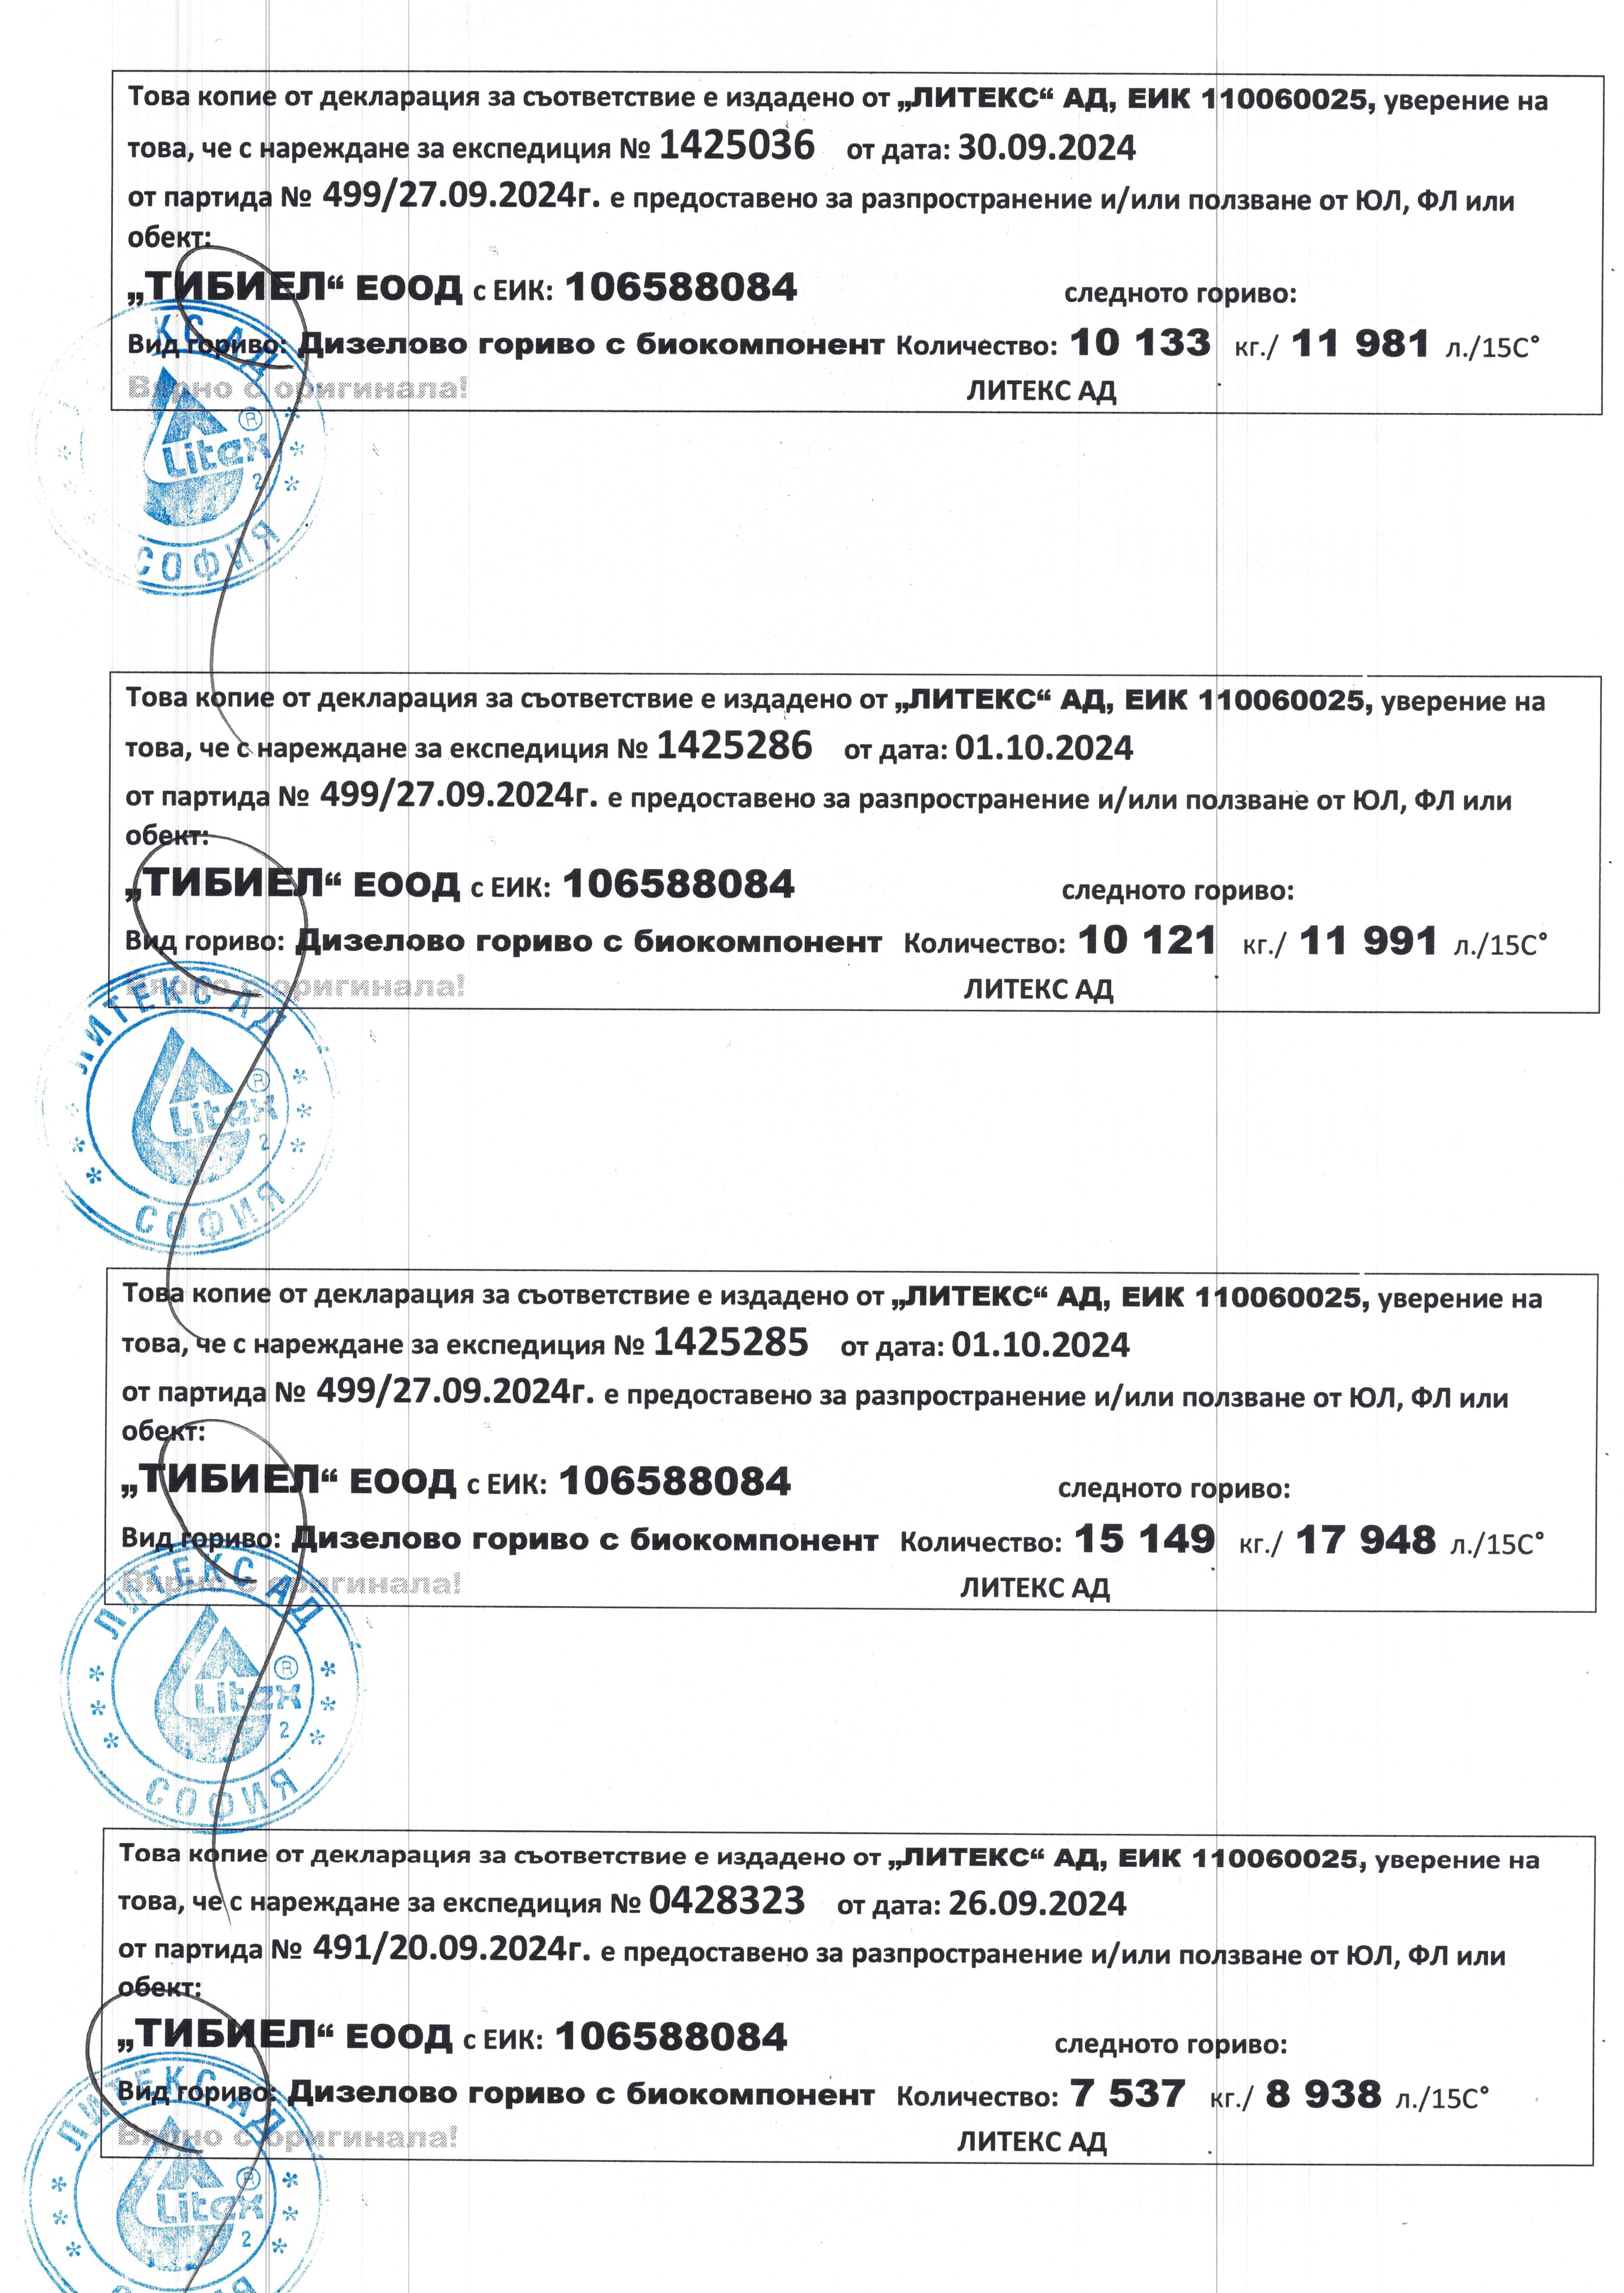 Това копие от декларация за съответствие е издадено от „ЛИТЕКС“ АД, ЕИК 110060025, уверение на
това, че с нареждане за експедиция № 1425036 от дата: 30.09.2024
от партида № 499/27.09.2024г. е предоставено за разпространение и/или ползване от ЮЛ, ФЛ или
обект:
„ТИБИЕЛ“ ЕООД с ЕИК: 106588084 следното гориво:
Вид гориво: Дизелово гориво с биокомпонент Количество: 10 133 кг./ 11 981 л./15С°
Вярно с оригинала! ЛИТЕКС АД
КС АД
Litex ®
2
СОФИЯ
Това копие от декларация за съответствие е издадено от „ЛИТЕКС“ АД, ЕИК 110060025, уверение на
това, че с нареждане за експедиция № 1425286 от дата: 01.10.2024
от партида № 499/27.09.2024г. е предоставено за разпространение и/или ползване от ЮЛ, ФЛ или
обект:
„ТИБИЕЛ“ ЕООД с ЕИК: 106588084 следното гориво:
Вид гориво: Дизелово гориво с биокомпонент Количество: 10 121 кг./ 11 991 л./15С°
Вярно с оригинала! ЛИТЕКС АД
ЛИТЕКС АД
Litex ®
2
СОФИЯ
Това копие от декларация за съответствие е издадено от „ЛИТЕКС“ АД, ЕИК 110060025, уверение на
това, че с нареждане за експедиция № 1425285 от дата: 01.10.2024
от партида № 499/27.09.2024г. е предоставено за разпространение и/или ползване от ЮЛ, ФЛ или
обект:
„ТИБИЕЛ“ ЕООД с ЕИК: 106588084 следното гориво:
Вид гориво: Дизелово гориво с биокомпонент Количество: 15 149 кг./ 17 948 л./15С°
Вярно с оригинала! ЛИТЕКС АД
ЛИТЕКС АД
Litex ®
2
СОФИЯ
Това копие от декларация за съответствие е издадено от „ЛИТЕКС“ АД, ЕИК 110060025, уверение на
това, че с нареждане за експедиция № 0428323 от дата: 26.09.2024
от партида № 491/20.09.2024г. е предоставено за разпространение и/или ползване от ЮЛ, ФЛ или
обект:
„ТИБИЕЛ“ ЕООД с ЕИК: 106588084 следното гориво:
Вид гориво: Дизелово гориво с биокомпонент Количество: 7 537 кг./ 8 938 л./15С°
Вярно с оригинала! ЛИТЕКС АД
ЛИТЕКС АД
Litex ®
2